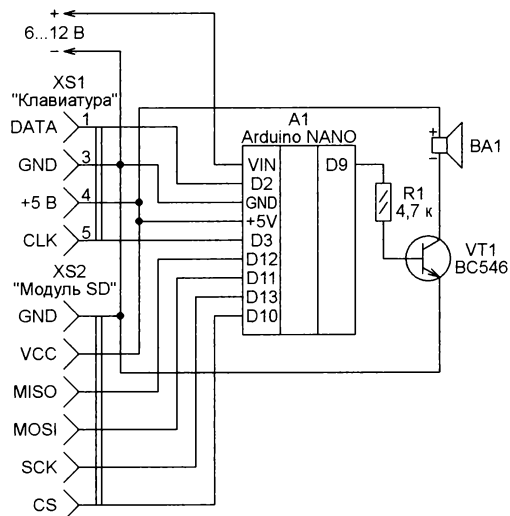 +
6...12 В
−
XS1
"Клавиатура"
DATA 1
GND 3
+5 В 4
CLK 5
XS2
"Модуль SD"
GND
VCC
MISO
MOSI
SCK
CS
A1
Arduino NANO
VIN
D2
GND
+5V
D3
D12
D11
D13
D10
D9
R1
4,7 к
+
−
BA1
VT1
BC546